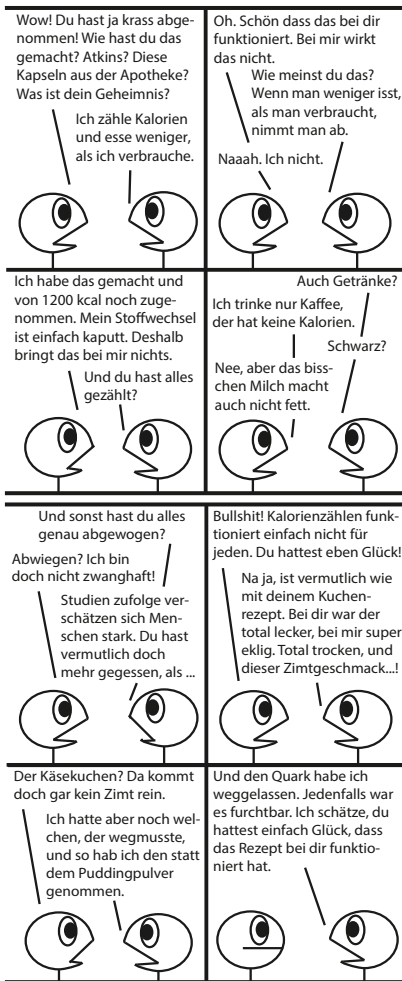 Wow! Du hast ja krass abge-
nommen! Wie hast du das
gemacht? Atkins? Diese
Kapseln aus der Apotheke?
Was ist dein Geheimnis?
Ich zähle Kalorien
und esse weniger,
als ich verbrauche.
Oh. Schön dass das bei dir
funktioniert. Bei mir wirkt
das nicht.
Wie meinst du das?
Wenn man weniger isst,
als man verbraucht,
nimmt man ab.
Naaah. Ich nicht.
Ich habe das gemacht und
von 1200 kcal noch zuge-
nommen. Mein Stoffwechsel
ist einfach kaputt. Deshalb
bringt das bei mir nichts.
Und du hast alles
gezählt?
Auch Getränke?
Ich trinke nur Kaffee,
der hat keine Kalorien.
Schwarz?
Nee, aber das biss-
chen Milch macht
auch nicht fett.
Und sonst hast du alles
genau abgewogen?
Abwiegen? Ich bin
doch nicht zwanghaft!
Studien zufolge ver-
schätzen sich Men-
schen stark. Du hast
vermutlich doch
mehr gegessen, als ...
Bullshit! Kalorienzählen funk-
tioniert einfach nicht für
jeden. Du hattest eben Glück!
Na ja, ist vermutlich wie
mit deinem Kuchen-
rezept. Bei dir war der
total lecker, bei mir super
eklig. Total trocken, und
dieser Zimtgeschmack...!
Der Käsekuchen? Da kommt
doch gar kein Zimt rein.
Ich hatte aber noch wel-
chen, der wegmusste,
und so hab ich den statt
dem Puddingpulver
genommen.
Und den Quark habe ich
weggelassen. Jedenfalls war
es furchtbar. Ich schätze, du
hattest einfach Glück, dass
das Rezept bei dir funktio-
niert hat.